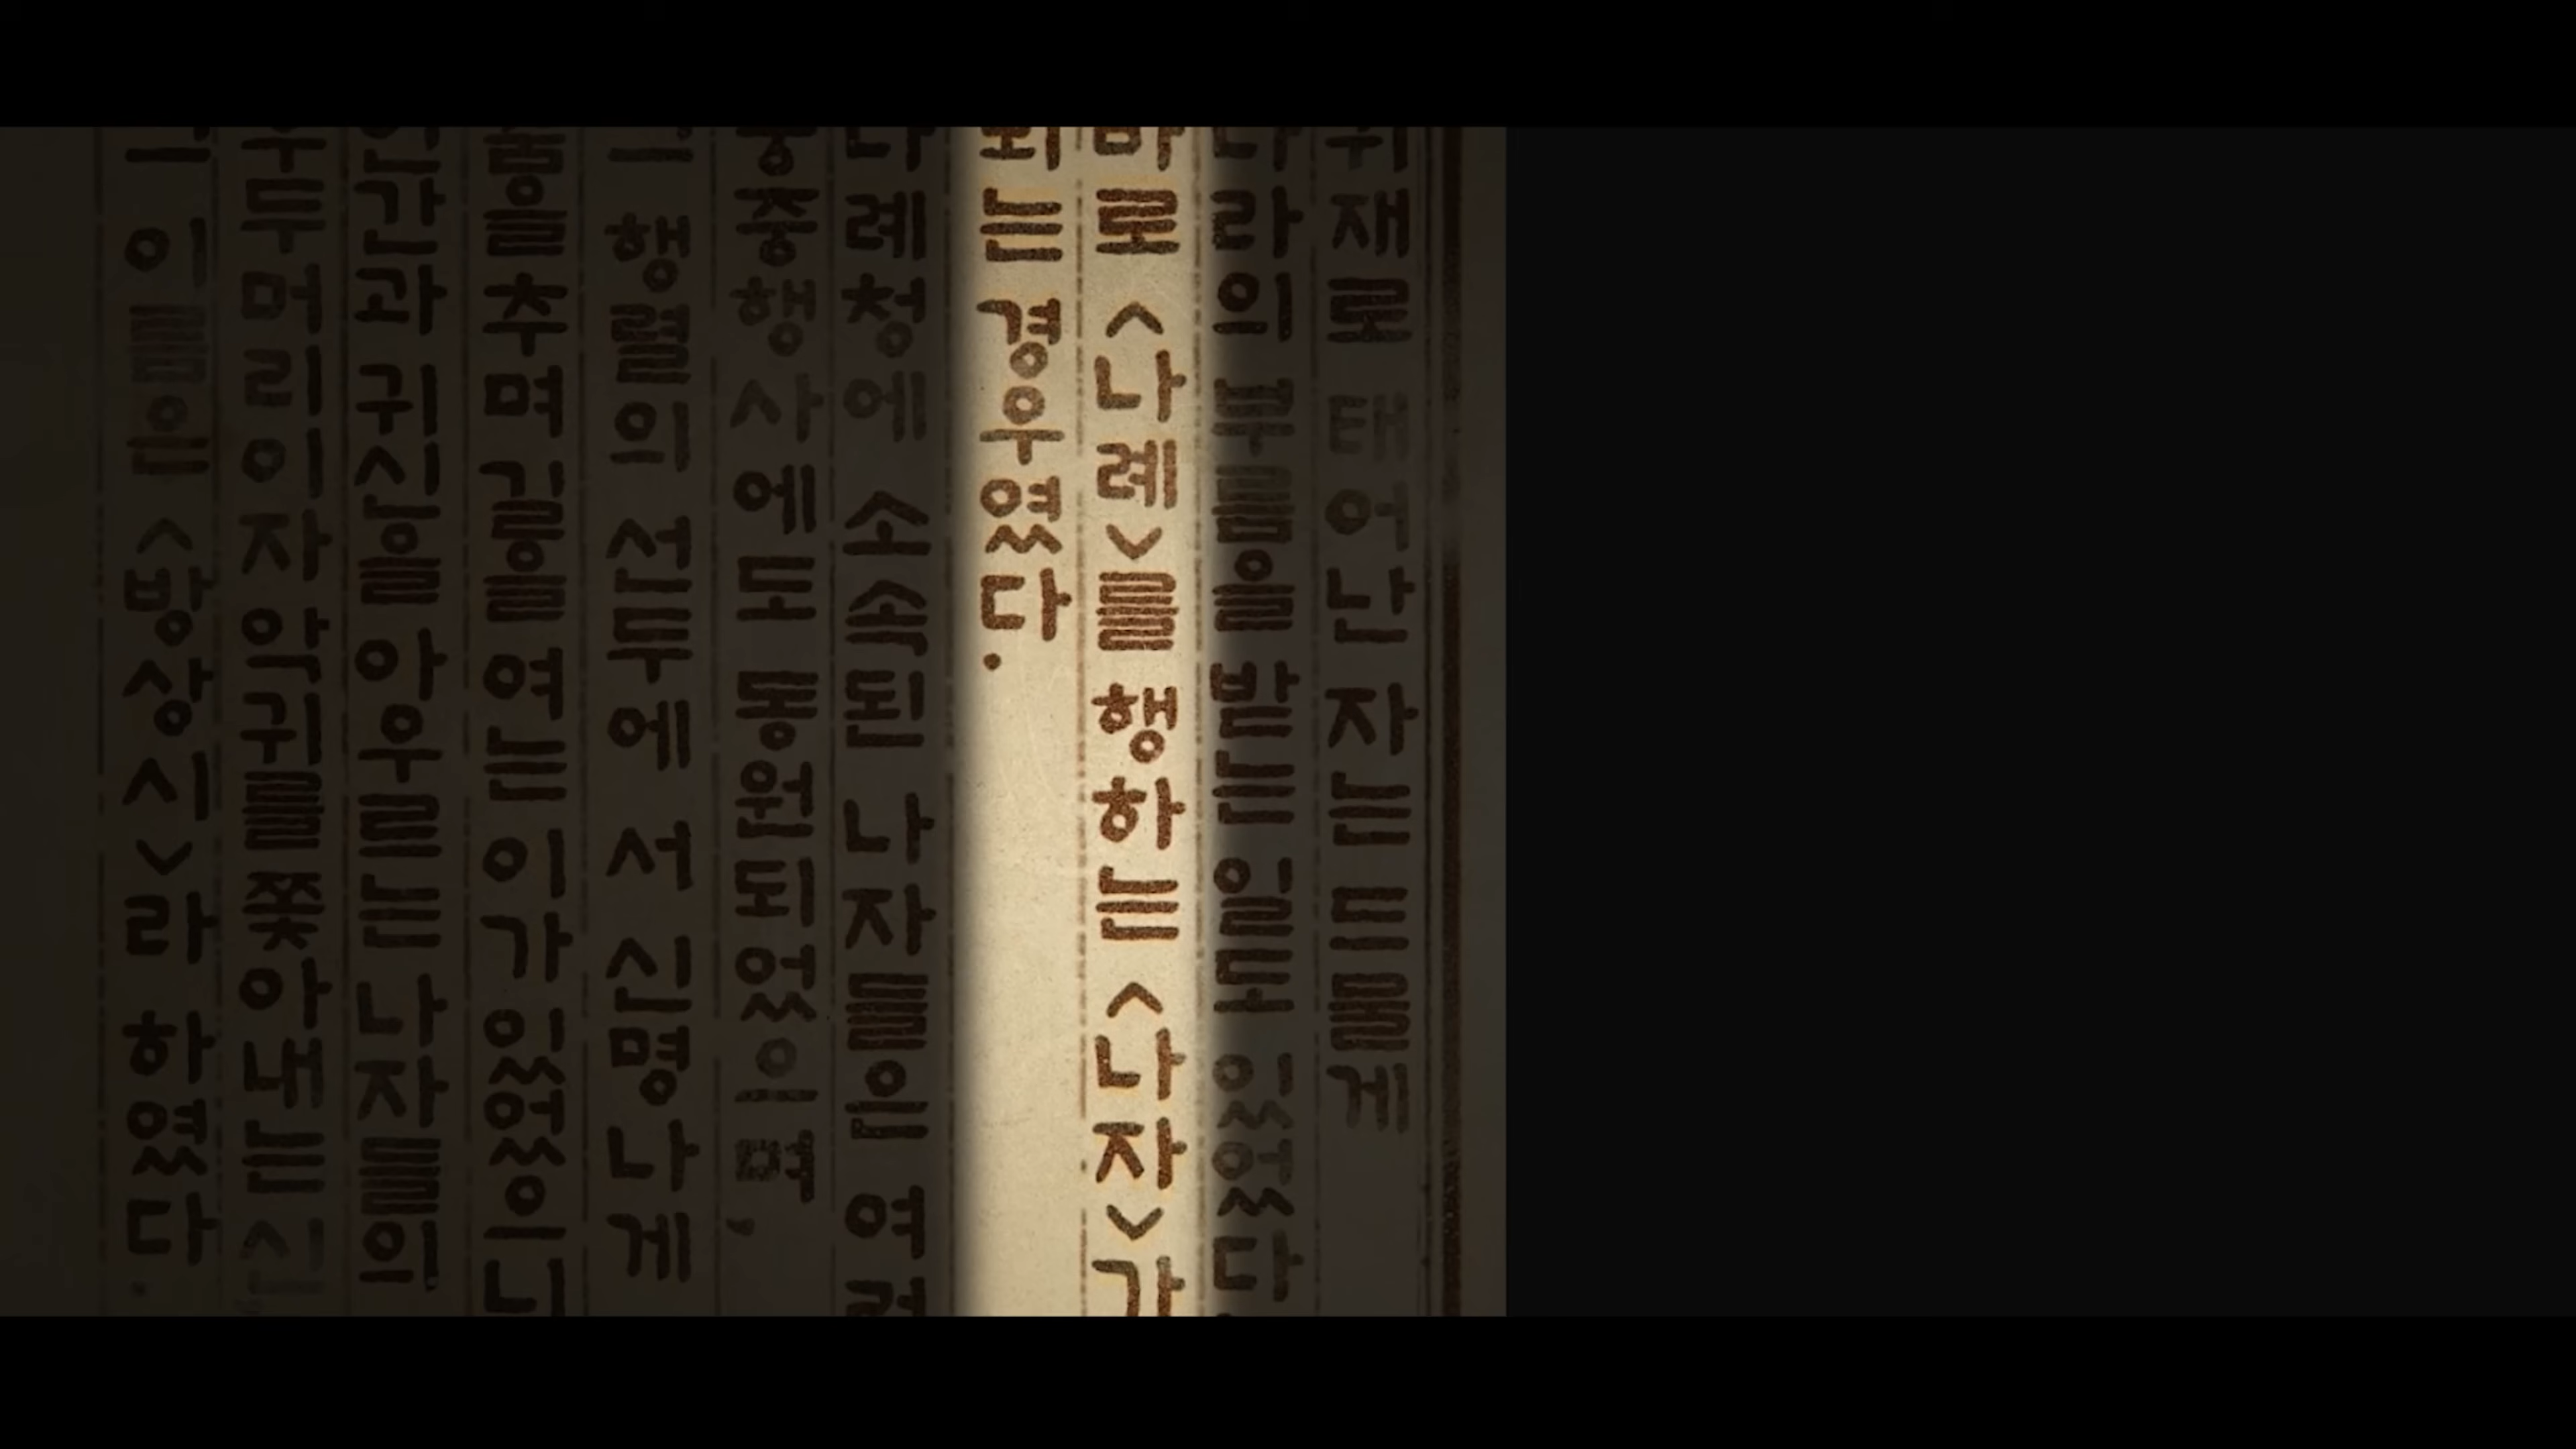 귀재로 태어난 자는 드물게
나라의 부름을 받는 일도 있었다.
바로 <나례>를 행하는 <나자>가
되는 경우였다.
나례청에 소속된 나자들은 여러
궁중행사에도 동원되었으며,
그 행렬의 선두에 서 신명나게
춤을 추며 길을 여는 이가 있었으니
인간과 귀신을 아우르는 나자들의
우두머리이자 악귀를 쫓아내는 신
그 이름은 <방상시>라 하였다.